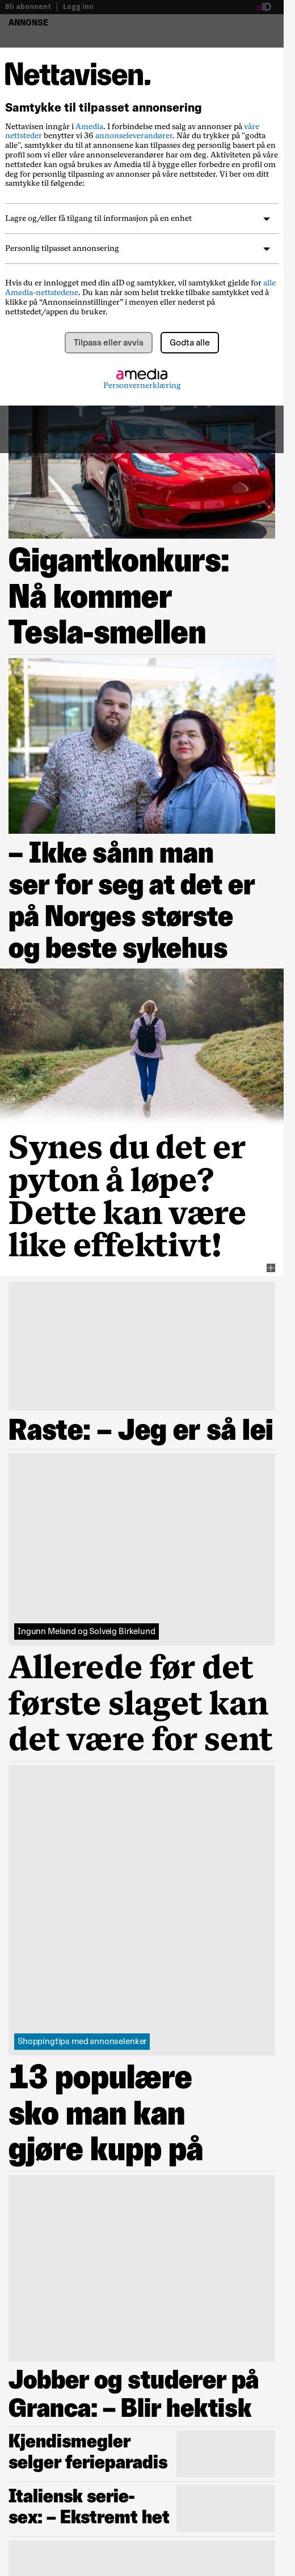 Bli abonnent | Logg inn
aID
ANNONSE
Nettavisen.
Samtykke til tilpasset annonsering
Nettavisen inngår i Amedia. I forbindelse med salg av annonser på våre
nettsteder benytter vi 36 annonseleverandører. Når du trykker på "godta
alle", samtykker du til at annonsene kan tilpasses deg personlig basert på en
profil som vi eller våre annonseleverandører har om deg. Aktiviteten på våre
nettsteder kan også brukes av Amedia til å bygge eller forbedre en profil om
deg for personlig tilpasning av annonser på våre nettsteder. Vi ber om ditt
samtykke til følgende:
Lagre og/eller få tilgang til informasjon på en enhet
Personlig tilpasset annonsering
Hvis du er innlogget med din aID og samtykker, vil samtykket gjelde for alle
Amedia-nettstedene. Du kan når som helst trekke tilbake samtykket ved å
klikke på “Annonseinnstillinger” i menyen eller nederst på
nettstedet/appen du bruker.
Tilpass eller avvis
Godta alle
amedia
Personvernerklæring
Gigantkonkurs:
Nå kommer
Tesla-smellen
– Ikke sånn man
ser for seg at det er
på Norges største
og beste sykehus
Synes du det er
pyton å løpe?
Dette kan være
like effektivt!
Raste: – Jeg er så lei
Ingunn Meland og Solveig Birkelund
Allerede før det
første slaget kan
det være for sent
Shoppingtips med annonselenker
13 populære
sko man kan
gjøre kupp på
Jobber og studerer på
Granca: – Blir hektisk
Kjendismegler
selger ferieparadis
Italiensk serie-
sex: – Ekstremt het